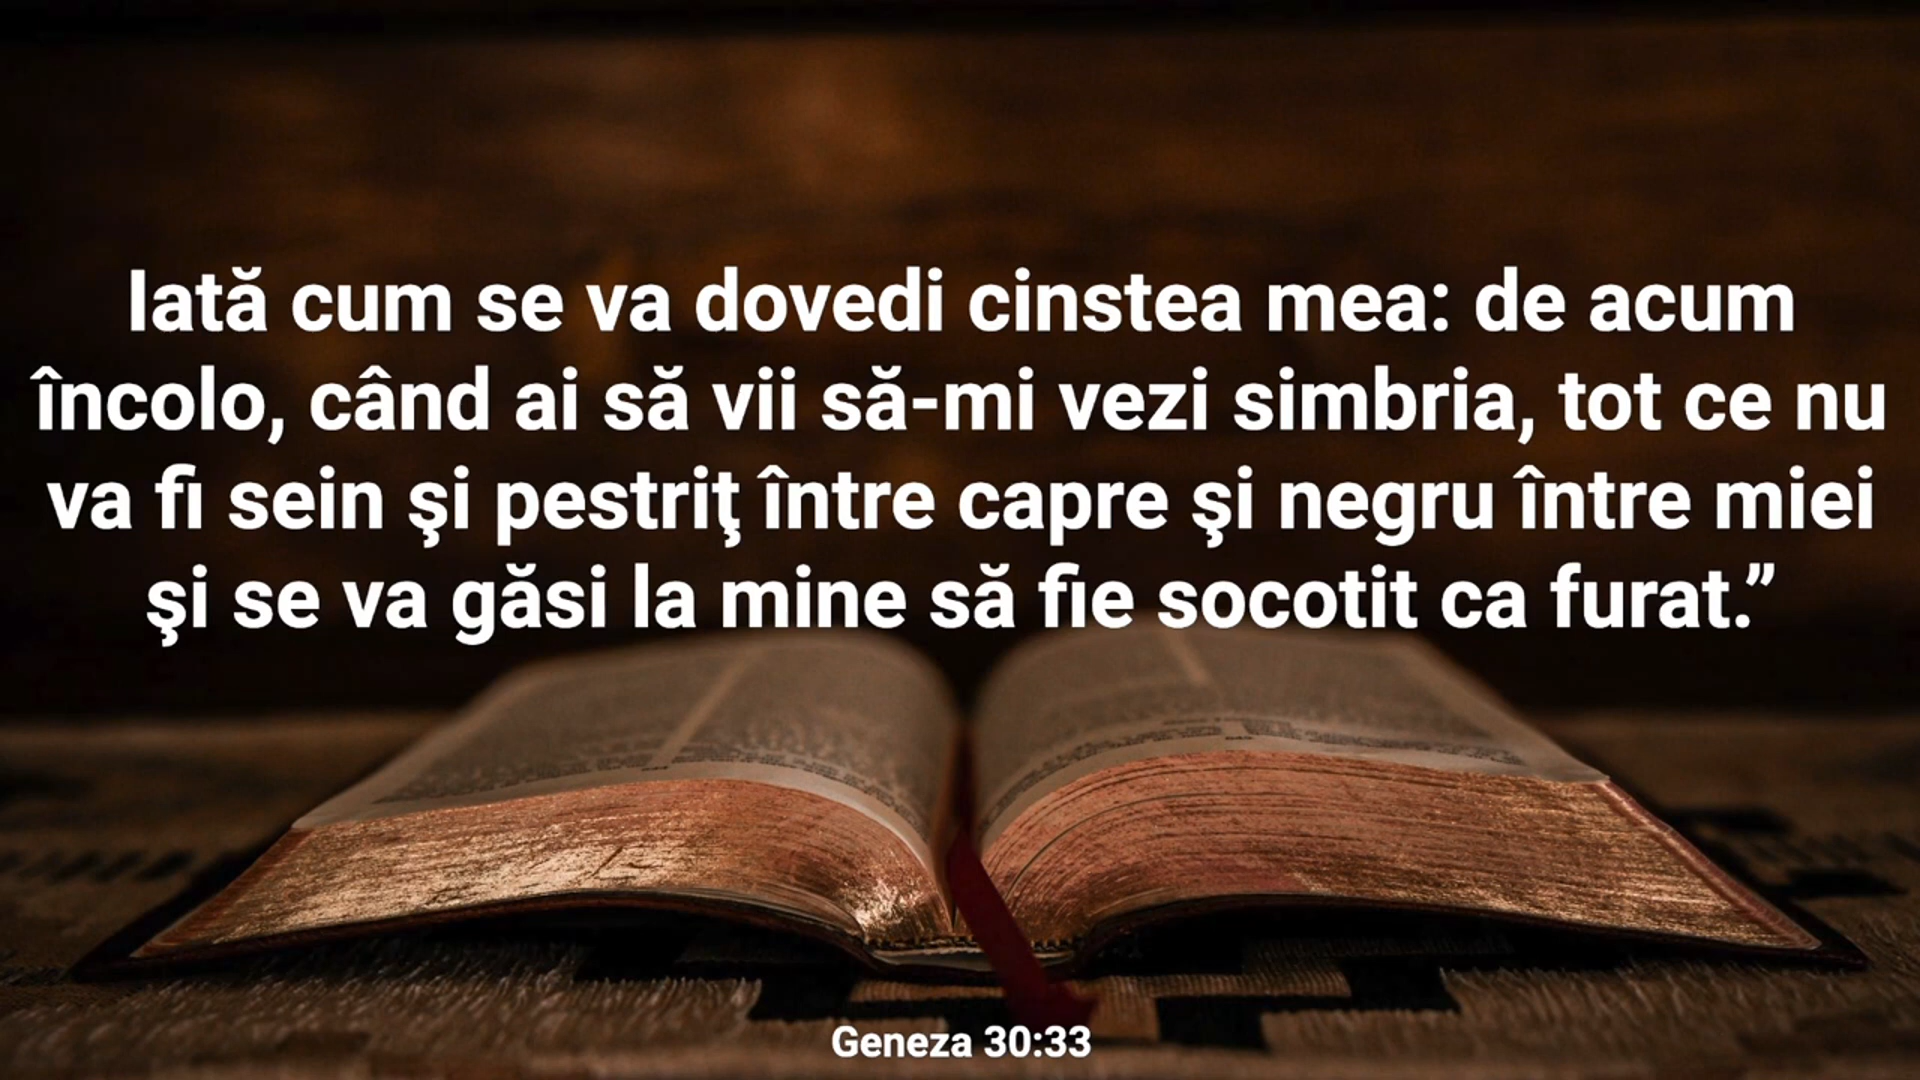 Iată cum se va dovedi cinstea mea: de acum
încolo, când ai să vii să-mi vezi simbria, tot ce nu
va fi sein şi pestriţ între capre şi negru între miei
şi se va găsi la mine să fie socotit ca furat.”
Geneza 30:33